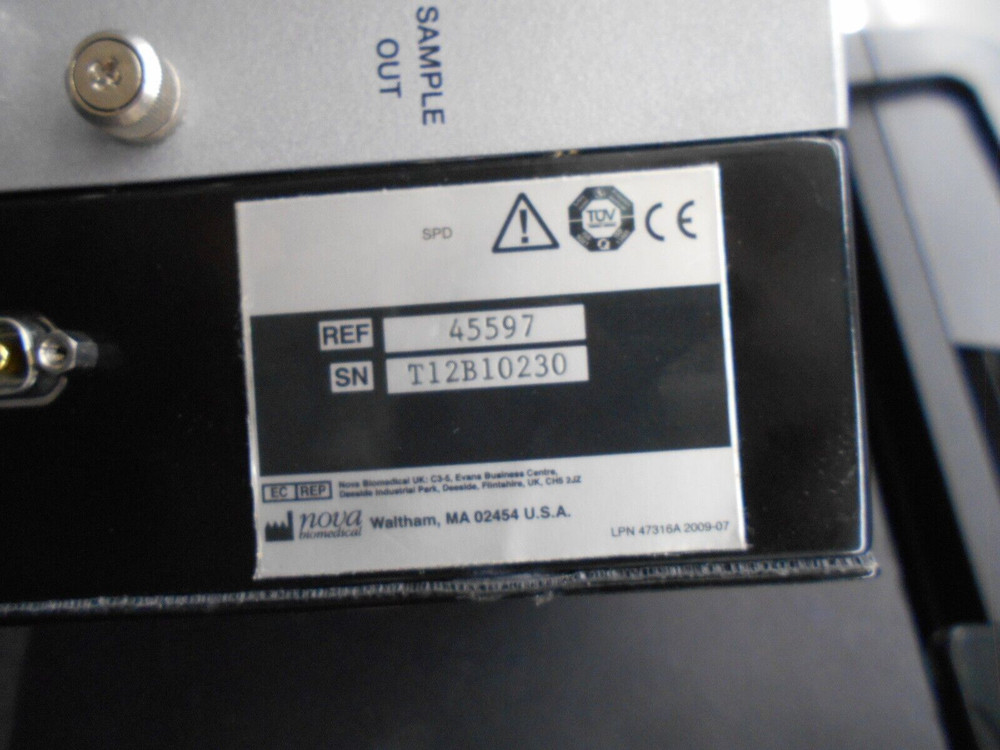 SAMPLE
OUT
SPD
TÜV
CE
REF 45597
SN T12B10230
EC REP Nova Biomedical UK: C3-5, Evans Business Centre,
Deeside Industrial Park, Deeside, Flintshire, UK, CH5 2JZ
nova
biomedical
Waltham, MA 02454 U.S.A.
LPN 47316A 2009-07